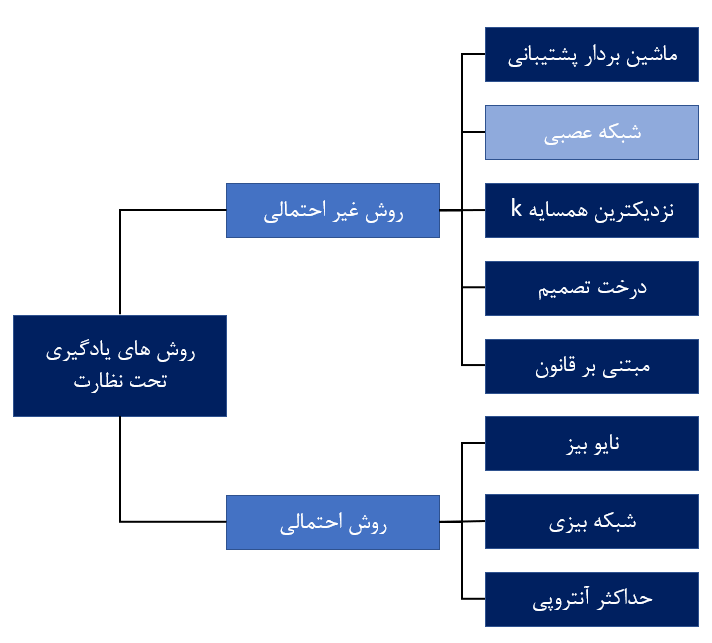 ماشین بردار پشتیبانی
شبکه عصبی
روش غیر احتمالی
نزدیکترین همسایه k
درخت تصمیم
روش های یادگیری
تحت نظارت
مبتنی بر قانون
نایو بیز
روش احتمالی
شبکه بیزی
حداکثر آنتروپی